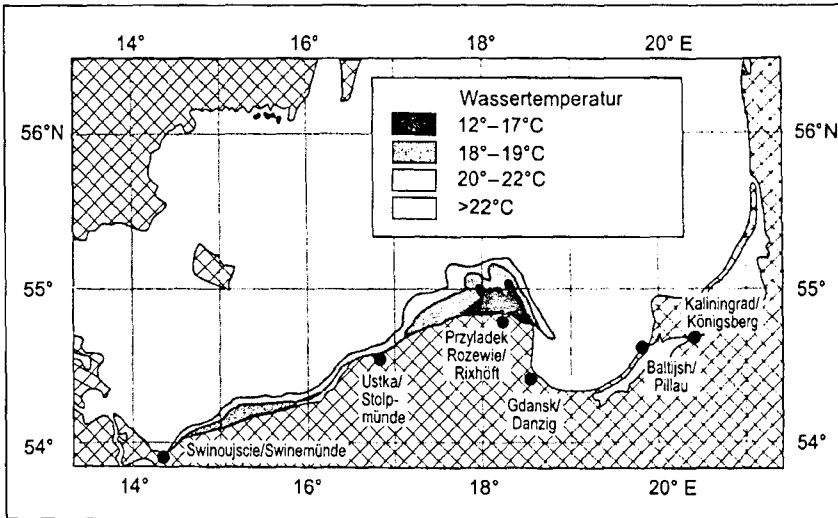 14° 16° 18° 20° E
56°N 56°N
Wassertemperatur
12°–17°C
18°–19°C
20°–22°C
>22°C
55° 55°
Kaliningrad/
Königsberg
Przyladek
Rozewie/
Rixhöft
Baltijsh/
Pillau
Ustka/
Stolp-
münde
Gdansk/
Danzig
54° 54°
Swinoujscie/Swinemünde
14° 16° 18° 20° E